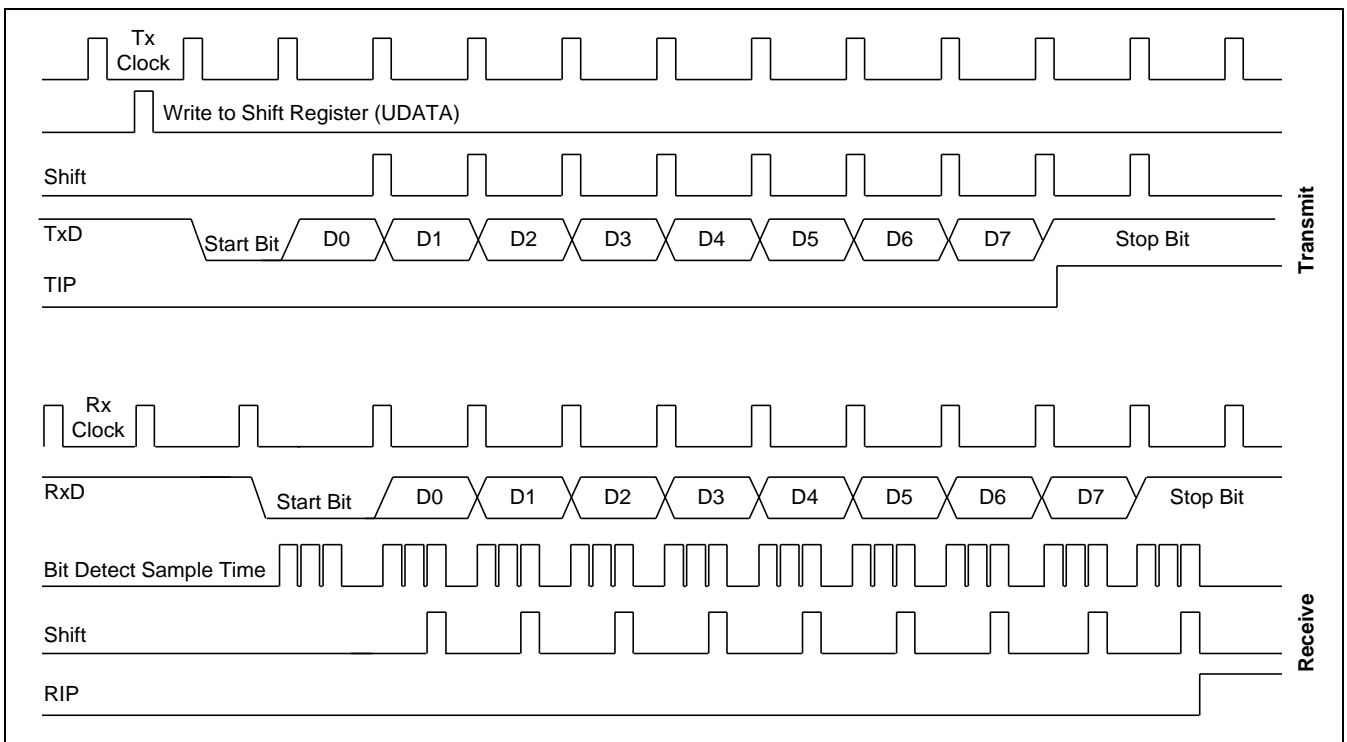 Tx
Clock
Write to Shift Register (UDATA)
Shift
TxD
Start Bit D0 D1 D2 D3 D4 D5 D6 D7 Stop Bit
TIP
Transmit
Rx
Clock
RxD
Start Bit D0 D1 D2 D3 D4 D5 D6 D7 Stop Bit
Bit Detect Sample Time
Shift
RIP
Receive